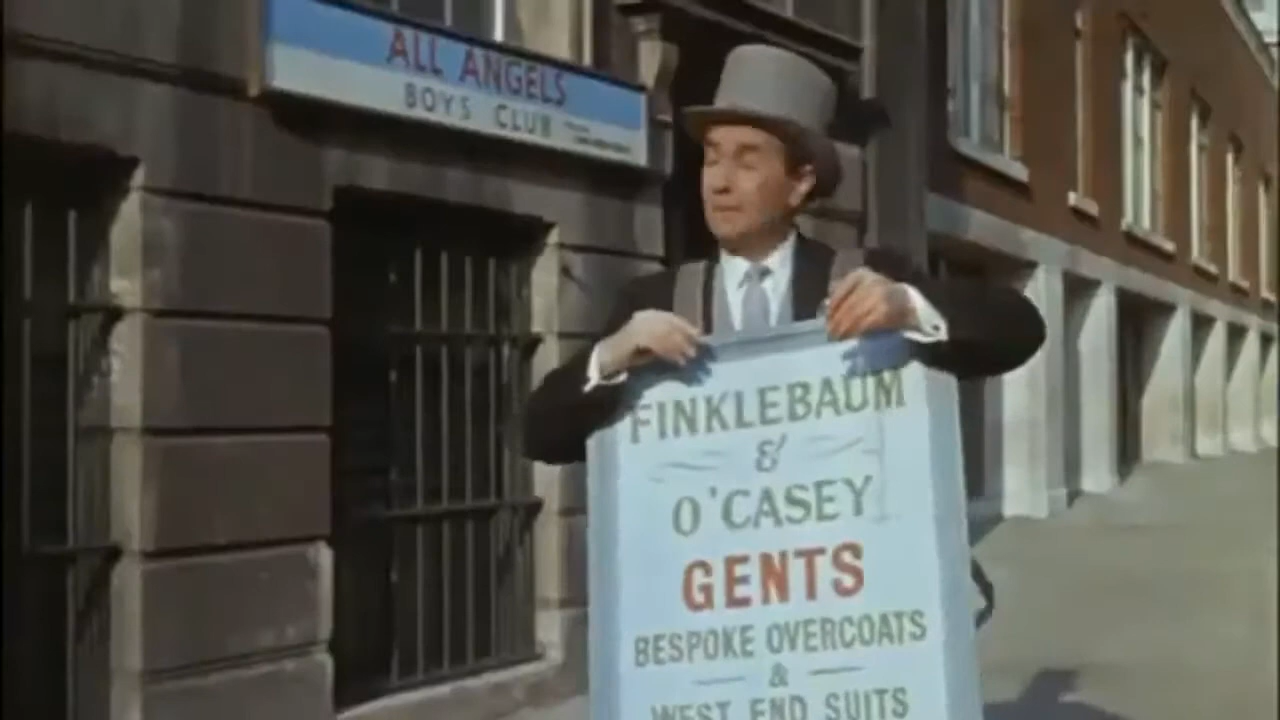 ALL ANGELS
BOYS CLUB
FINKLEBAUM
&
O'CASEY
GENTS
BESPOKE OVERCOATS
&
WEST END SUITS